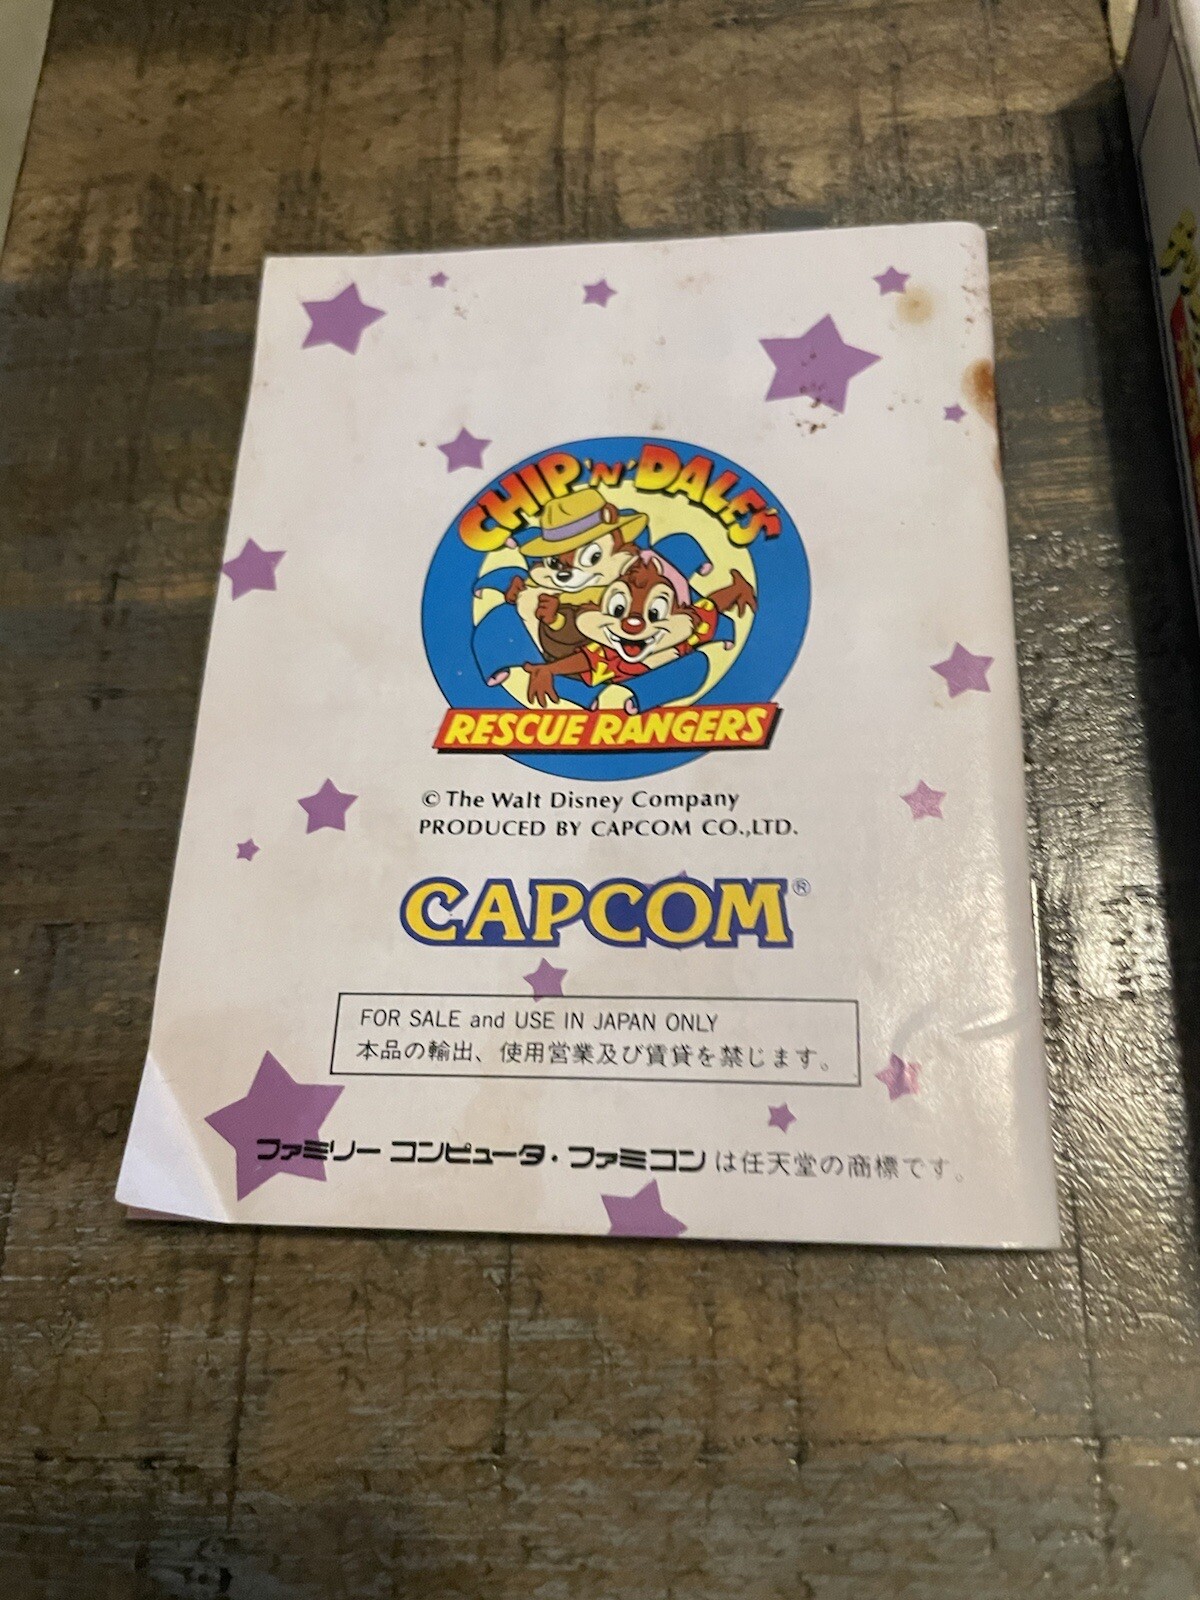 CHIP 'N' DALE'S
RESCUE RANGERS
© The Walt Disney Company
PRODUCED BY CAPCOM CO.,LTD.
CAPCOM®
FOR SALE and USE IN JAPAN ONLY
本品の輸出、使用営業及び賃貸を禁じます。
ファミリーコンピュータ・ファミコンは任天堂の商標です。